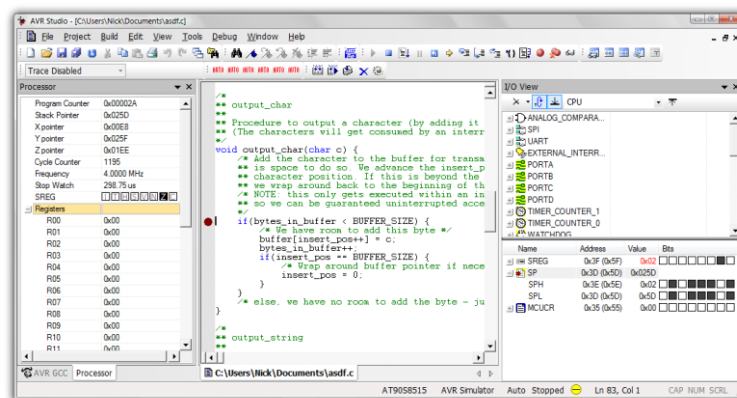 AVR Studio - [C:\Users\Nick\Documents\asdf.c]
File Project Build Edit View Tools Debug Window Help
Trace Disabled
Processor
Program Counter 0x00002A
Stack Pointer 0x025D
X pointer 0x00E8
Y pointer 0x025F
Z pointer 0x01EE
Cycle Counter 1195
Frequency 4.0000 MHz
Stop Watch 298.75 us
SREG I T H S V N Z C
Registers
R00 0x00
R01 0x00
R02 0x00
R03 0x00
R04 0x00
R05 0x00
R06 0x00
R07 0x00
R08 0x00
R09 0x00
R10 0x00
R11 0x00
AVR GCC Processor
/*
** output_char
**
** Procedure to output a character (by adding it
** (The characters will get consumed by an interr
*/
void output_char(char c) {
/* Add the character to the buffer for transm
** is space to do so. We advance the insert_p
** character position. If this is beyond the
** we wrap around back to the beginning of th
** NOTE: this only gets executed within an in
** so we can be guaranteed uninterrupted acce
*/
if(bytes_in_buffer < BUFFER_SIZE) {
/* We have room to add this byte */
buffer[insert_pos++] = c;
bytes_in_buffer++;
if(insert_pos == BUFFER_SIZE) {
/* Wrap around buffer pointer if nece
insert_pos = 0;
}
}
/* else, we have no room to add the byte - ju
}
/*
** output_string
**
C:\Users\Nick\Documents\asdf.c
I/O View
CPU
ANALOG_COMPARA...
SPI
UART
EXTERNAL_INTERR...
PORTA
PORTB
PORTC
PORTD
TIMER_COUNTER_1
TIMER_COUNTER_0
WATCHDOG
Name Address Value Bits
SREG 0x3F (0x5F) 0x02
SP 0x3D (0x5D) 0x025D
SPH 0x3E (0x5E) 0x02
SPL 0x3D (0x5D) 0x5D
MCUCR 0x35 (0x55) 0x00
AT90S8515 AVR Simulator Auto Stopped Ln 83, Col 1 CAP NUM SCRL